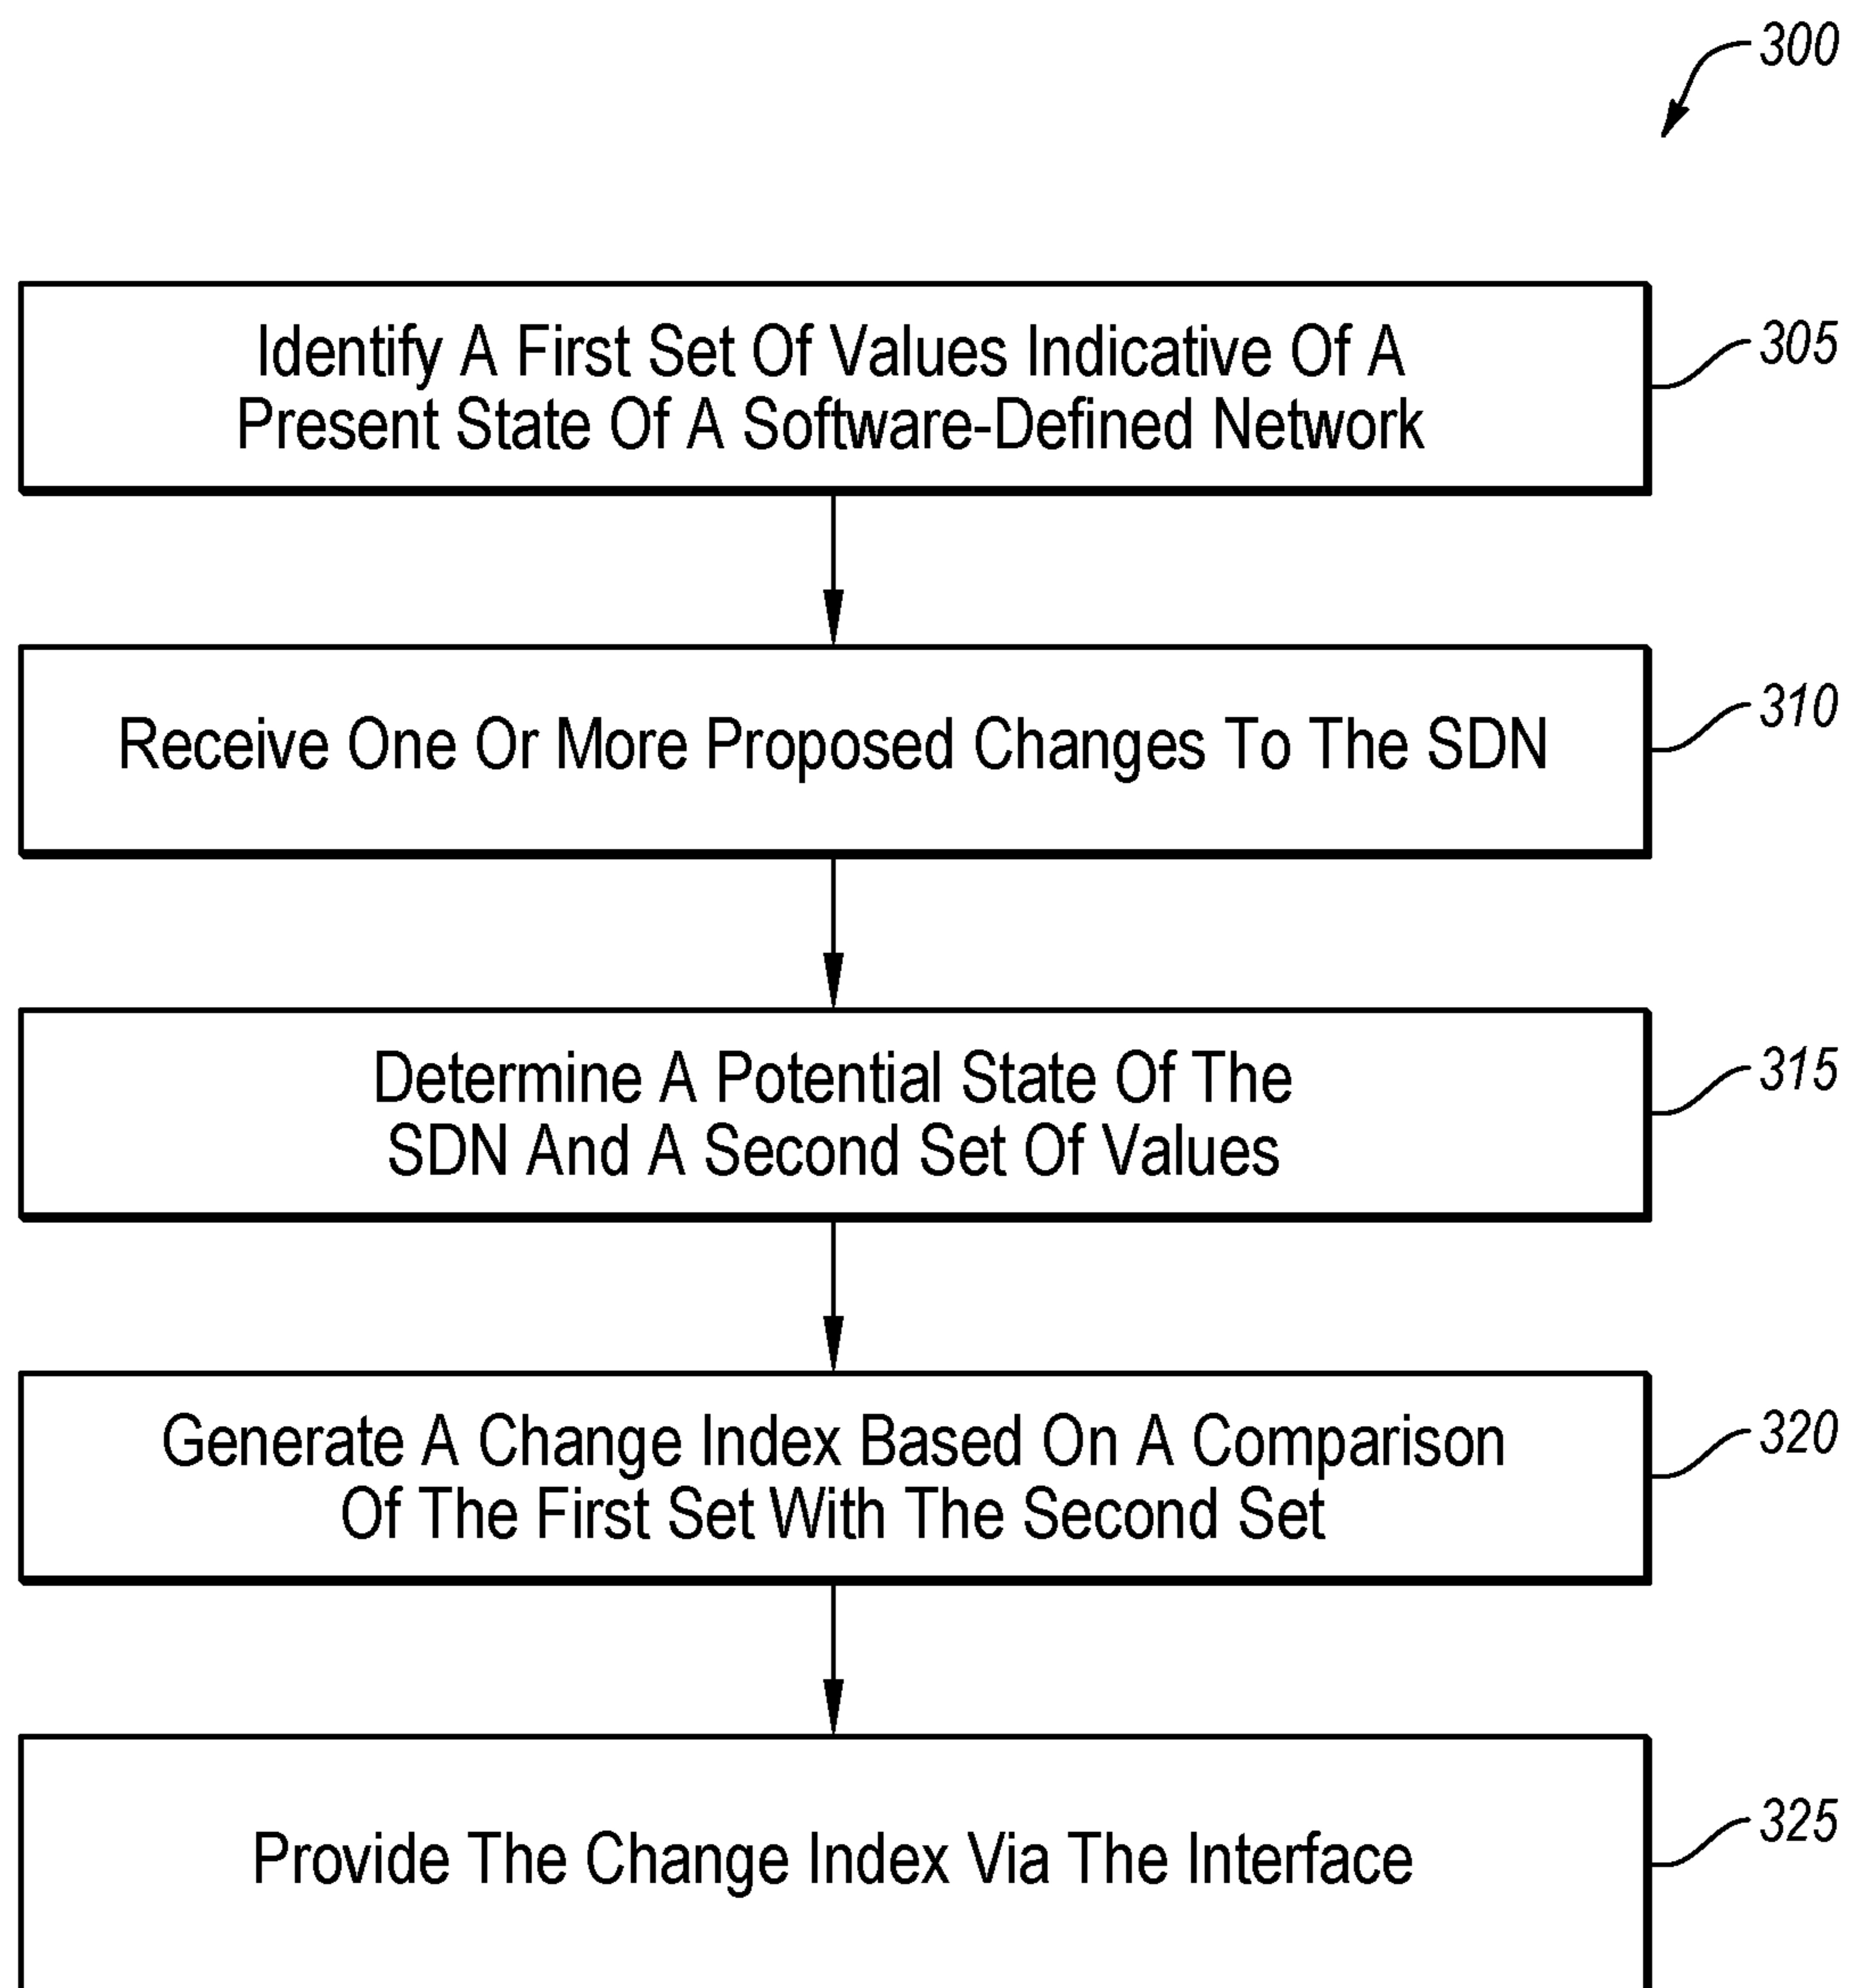 300
Identify A First Set Of Values Indicative Of A
Present State Of A Software-Defined Network
305
Receive One Or More Proposed Changes To The SDN
310
Determine A Potential State Of The
SDN And A Second Set Of Values
315
Generate A Change Index Based On A Comparison
Of The First Set With The Second Set
320
Provide The Change Index Via The Interface
325